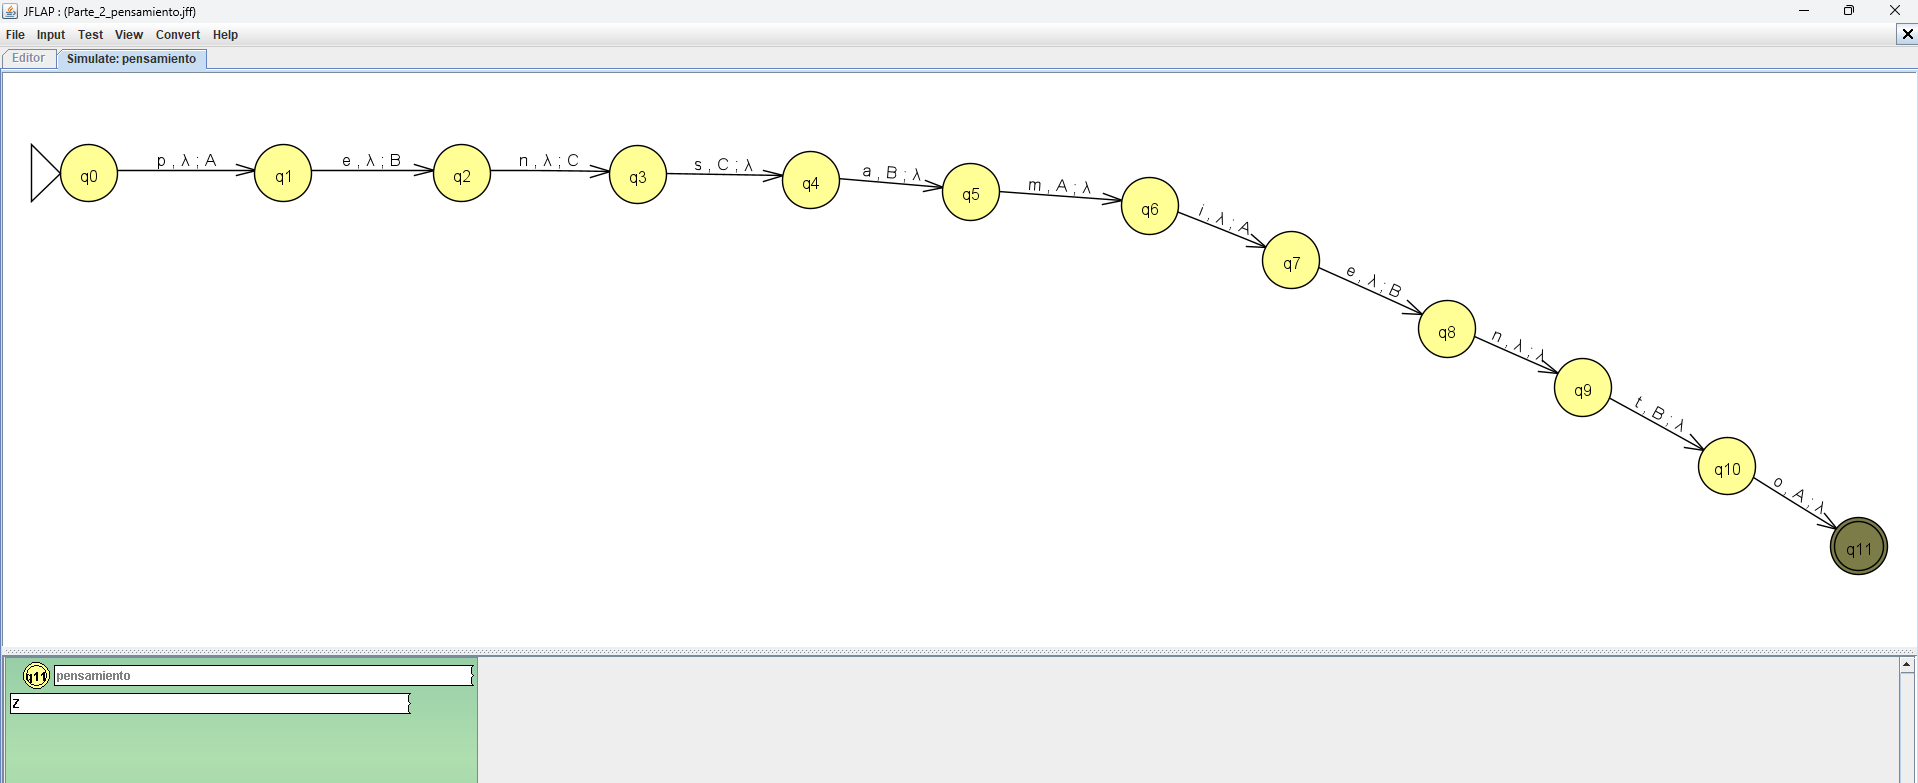 JFLAP : (Parte_2_pensamiento.jff)
File Input Test View Convert Help
Editor Simulate: pensamiento
q0 p , λ ; A q1 e , λ ; B q2 n , λ ; C q3 s , C ; λ q4 a , B ; λ q5 m , A ; λ q6
i , λ ; A
q7
e , λ ; B
q8
n , λ ; λ
q9
t , B ; λ
q10
o , A ; λ
q11
q11 pensamiento
Z